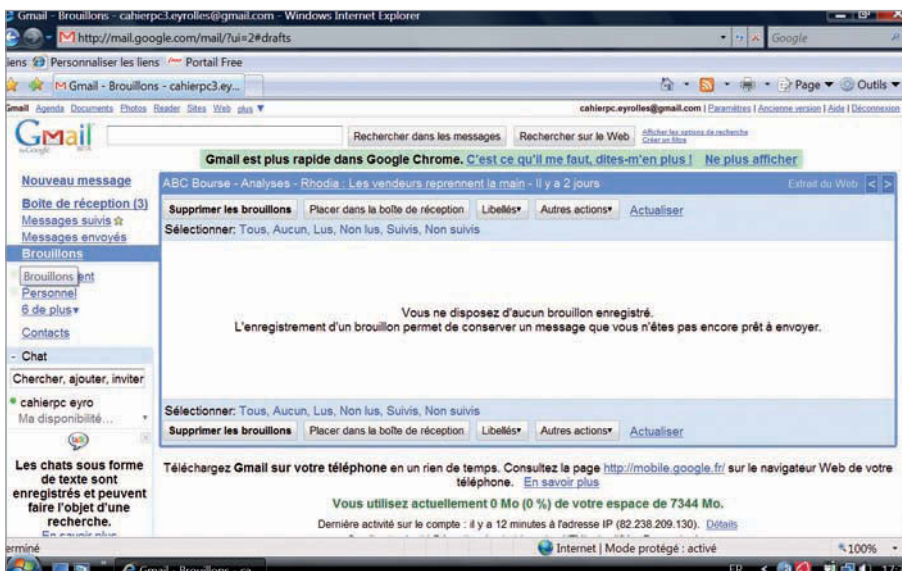 Gmail - Brouillons - cahierpc3.eyrolles@gmail.com - Windows Internet Explorer
http://mail.google.com/mail/?ui=2#drafts
Google
iens Personnaliser les liens Portail Free
Gmail - Brouillons - cahierpc3.ey...
Page Outils
Gmail Agenda Documents Photos Reader Sites Web plus ▼
cahierpc.eyrolles@gmail.com | Paramètres | Ancienne version | Aide | Déconnexion
Gmail
by Google BETA
Rechercher dans les messages Rechercher sur le Web
Afficher les options de recherche
Créer un filtre
Gmail est plus rapide dans Google Chrome. C'est ce qu'il me faut, dites-m'en plus ! Ne plus afficher
Nouveau message
Boîte de réception (3)
Messages suivis
Messages envoyés
Brouillons
Brouillons ent
Personnel
6 de plus▼
Contacts
- Chat
Chercher, ajouter, inviter
cahierpc eyro
Ma disponibilité...
Les chats sous forme
de texte sont
enregistrés et peuvent
faire l'objet d'une
recherche.
En savoir plus
ABC Bourse - Analyses - Rhodia : Les vendeurs reprennent la main - Il y a 2 jours
Extrait du Web < >
Supprimer les brouillons Placer dans la boîte de réception Libellés▼ Autres actions▼ Actualiser
Sélectionner: Tous, Aucun, Lus, Non lus, Suivis, Non suivis
Vous ne disposez d'aucun brouillon enregistré.
L'enregistrement d'un brouillon permet de conserver un message que vous n'êtes pas encore prêt à envoyer.
Sélectionner: Tous, Aucun, Lus, Non lus, Suivis, Non suivis
Supprimer les brouillons Placer dans la boîte de réception Libellés▼ Autres actions▼ Actualiser
Téléchargez Gmail sur votre téléphone en un rien de temps. Consultez la page http://mobile.google.fr/ sur le navigateur Web de votre
téléphone. En savoir plus
Vous utilisez actuellement 0 Mo (0 %) de votre espace de 7344 Mo.
Dernière activité sur le compte : il y a 12 minutes à l'adresse IP (82.238.209.130). Détails
erminé
Internet | Mode protégé : activé
100%
Gmail - Brouillons - ca...
FR < 17: